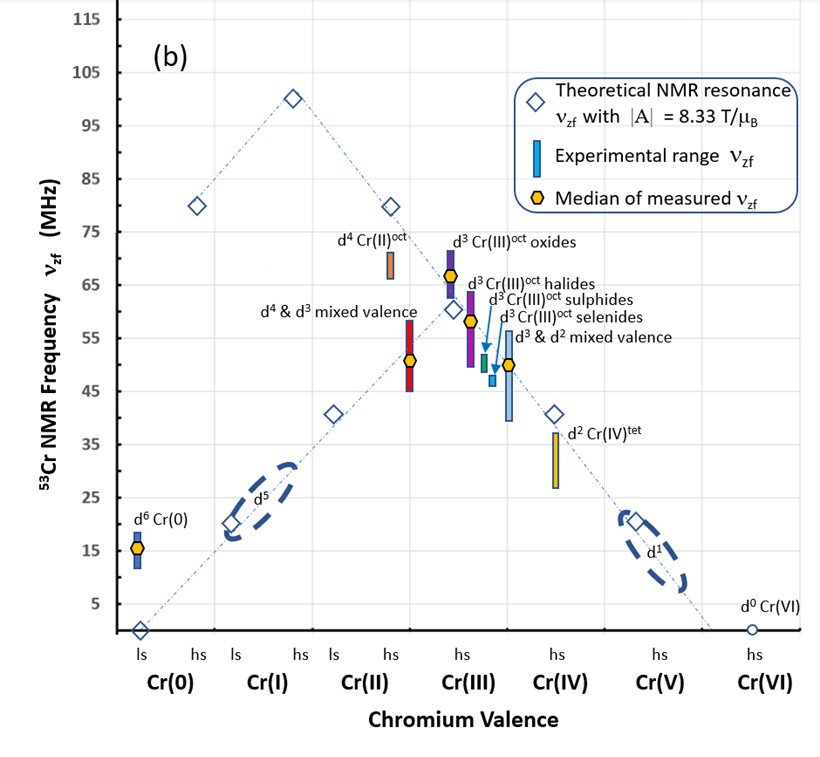 115
(b)
105
Theoretical NMR resonance
νzf with |A| = 8.33 T/μB
95
Experimental range νzf
85
Median of measured νzf
75
d⁴ Cr(II)ᵒᶜᵗ
d³ Cr(III)ᵒᶜᵗ oxides
65
d³ Cr(III)ᵒᶜᵗ halides
d³ Cr(III)ᵒᶜᵗ sulphides
d⁴ & d³ mixed valence
d³ Cr(III)ᵒᶜᵗ selenides
55
d³ & d² mixed valence
45
35
d² Cr(IV)ᵗᵉᵗ
25
d⁵
d⁶ Cr(0)
15
d¹
5
d⁰ Cr(VI)
⁵³Cr NMR Frequency νzf (MHz)
ls hs ls hs ls hs hs hs hs hs
Cr(0) Cr(I) Cr(II) Cr(III) Cr(IV) Cr(V) Cr(VI)
Chromium Valence